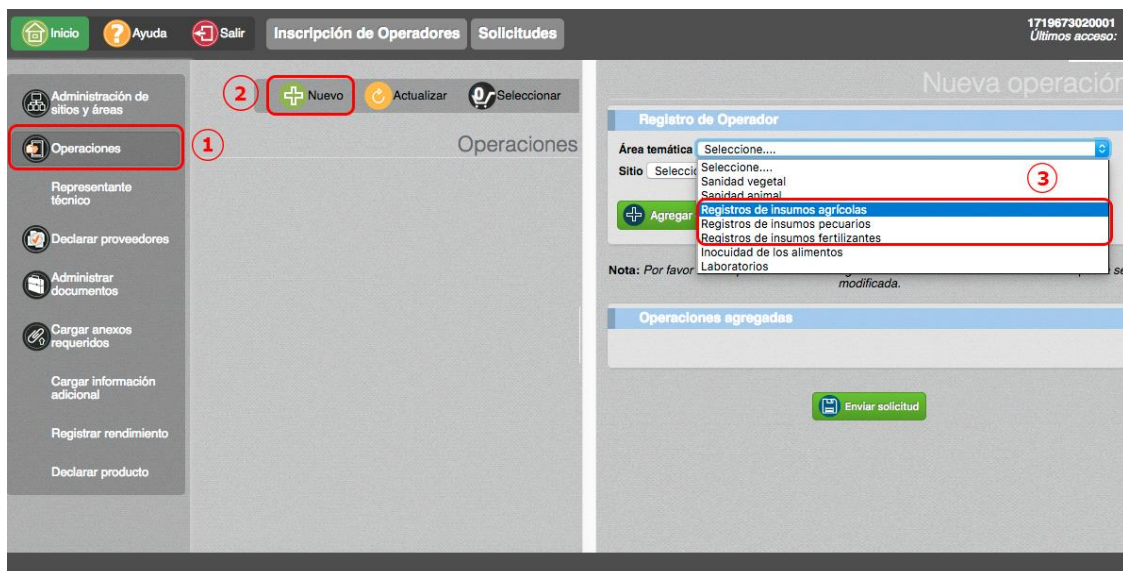 Inicio
Ayuda
Salir
Inscripción de Operadores
Solicitudes
1719673020001
Últimos acceso:
Administración de
sitios y áreas
Operaciones
Representante
técnico
Declarar proveedores
Administrar
documentos
Cargar anexos
requeridos
Cargar información
adicional
Registrar rendimiento
Declarar producto
1
2
Nuevo
Actualizar
Seleccionar
Operaciones
Nueva operación
Registro de Operador
Área temática Seleccione....
Sitio
Seleccione....
Sanidad vegetal
Sanidad animal
3
Registros de insumos agrícolas
Registros de insumos pecuarios
Registros de insumos fertilizantes
Inocuidad de los alimentos
Laboratorios
Agregar
Nota: Por favor
modificada.
Operaciones agregadas
Enviar solicitud